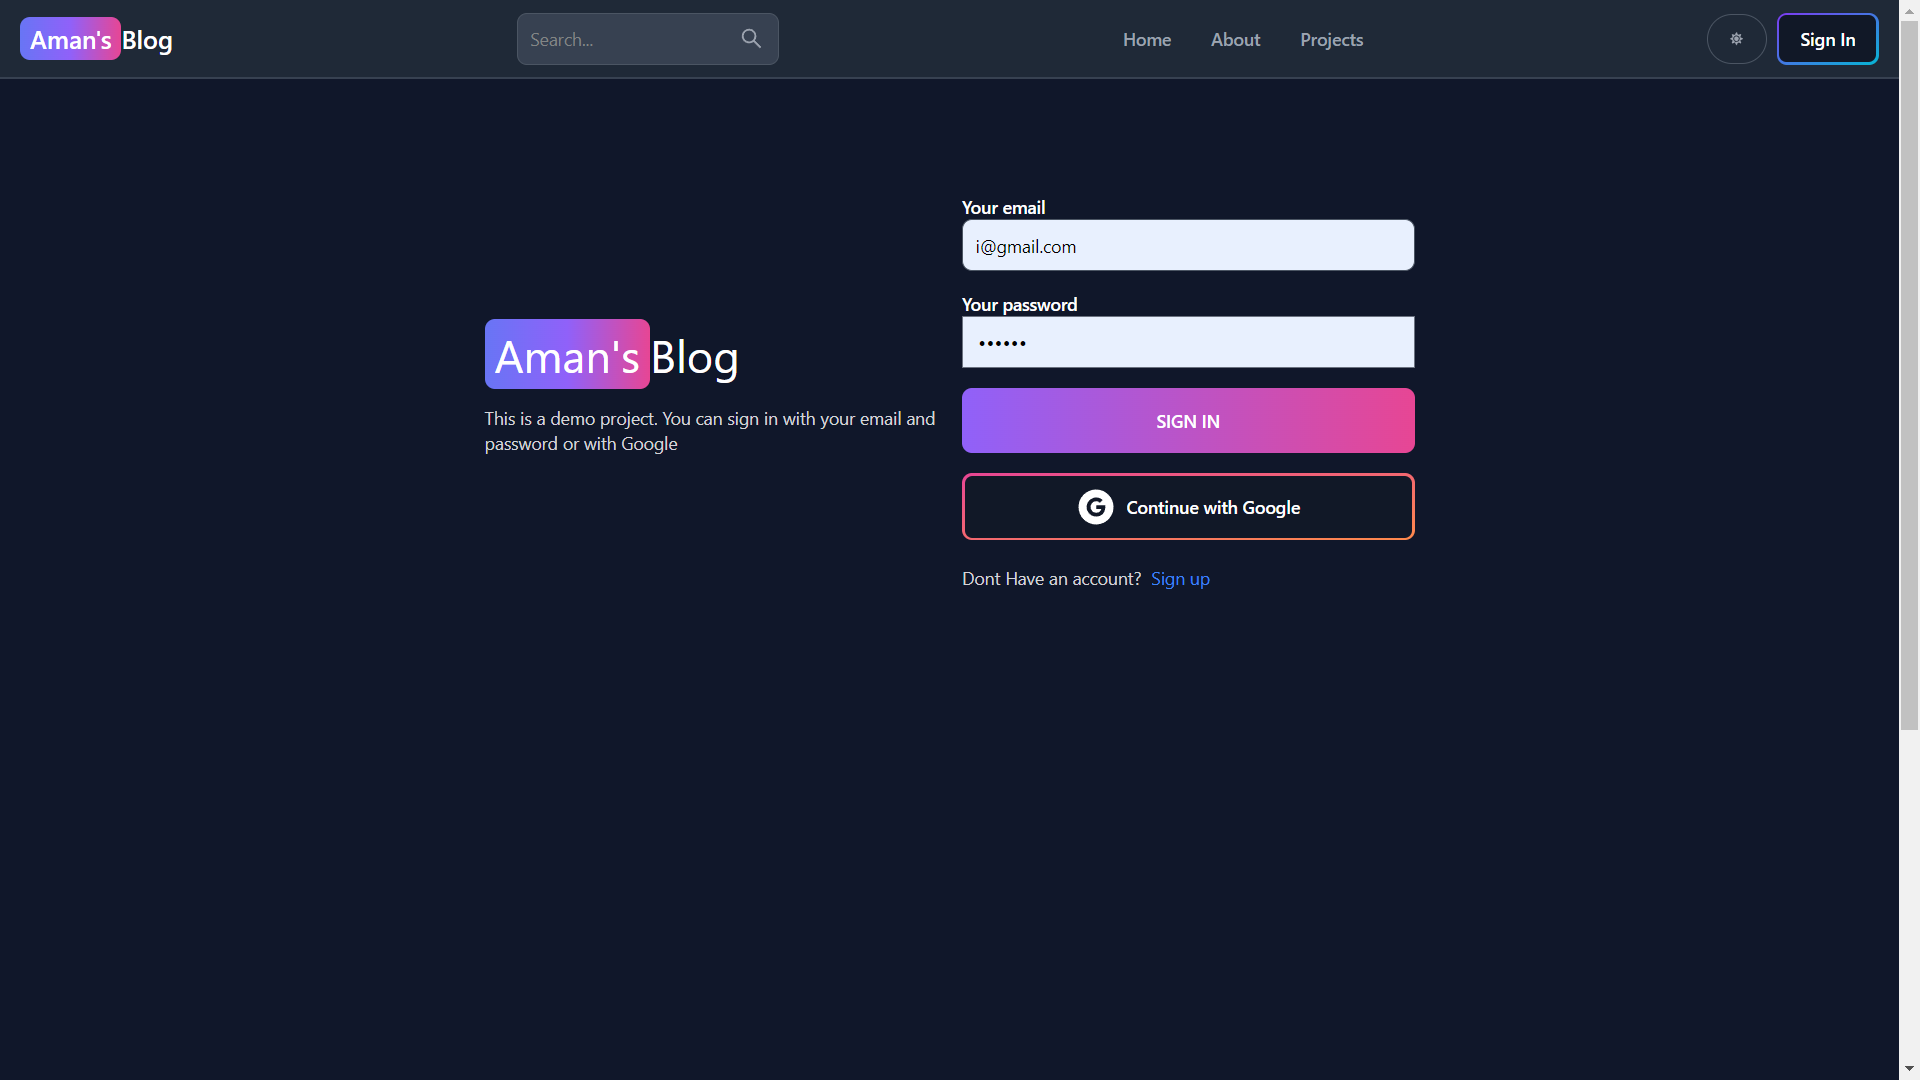 Aman's Blog
Search...
Home
About
Projects
Sign In
Aman's Blog
This is a demo project. You can sign in with your email and
password or with Google
Your email
i@gmail.com
Your password
••••••
SIGN IN
G Continue with Google
Dont Have an account? Sign up